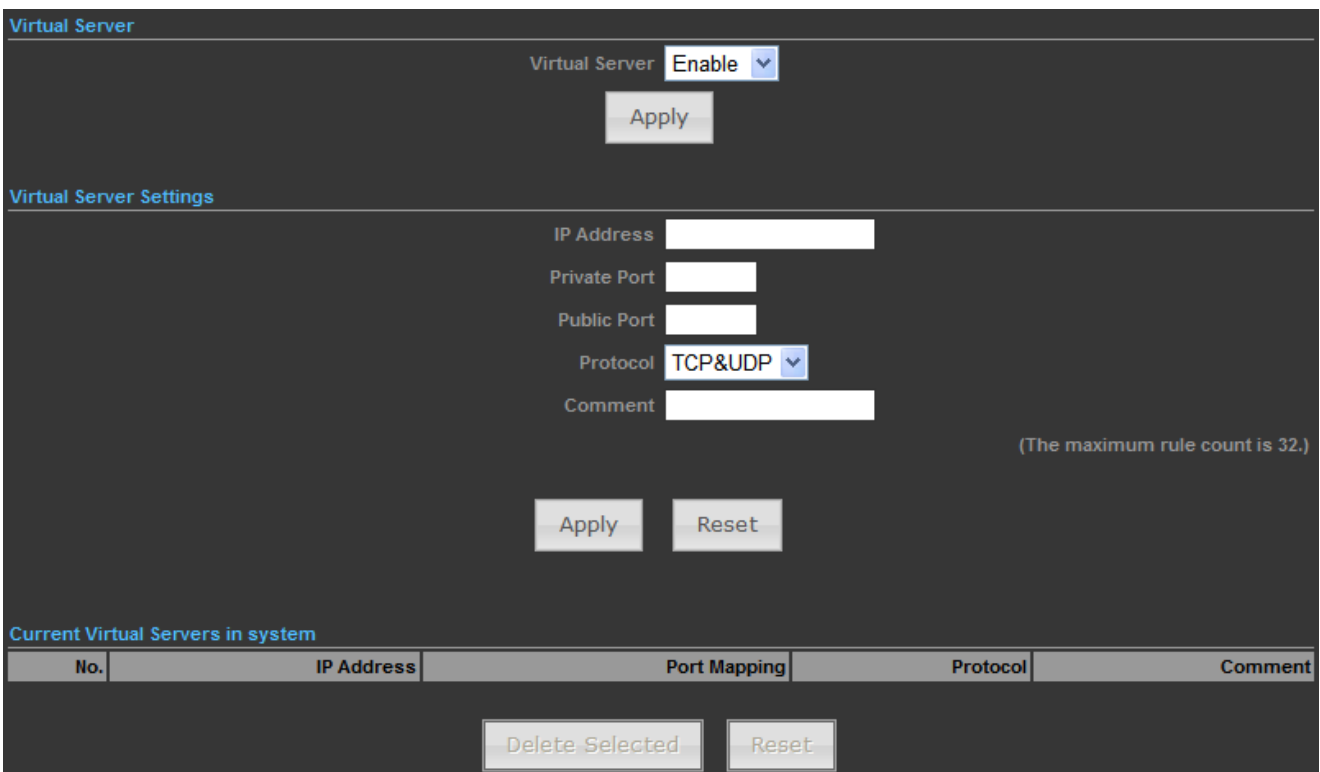 Virtual Server
Virtual Server Enable
Apply
Virtual Server Settings
IP Address
Private Port
Public Port
Protocol TCP&UDP
Comment
(The maximum rule count is 32.)
Apply Reset
Current Virtual Servers in system
No. IP Address Port Mapping Protocol Comment
Delete Selected Reset